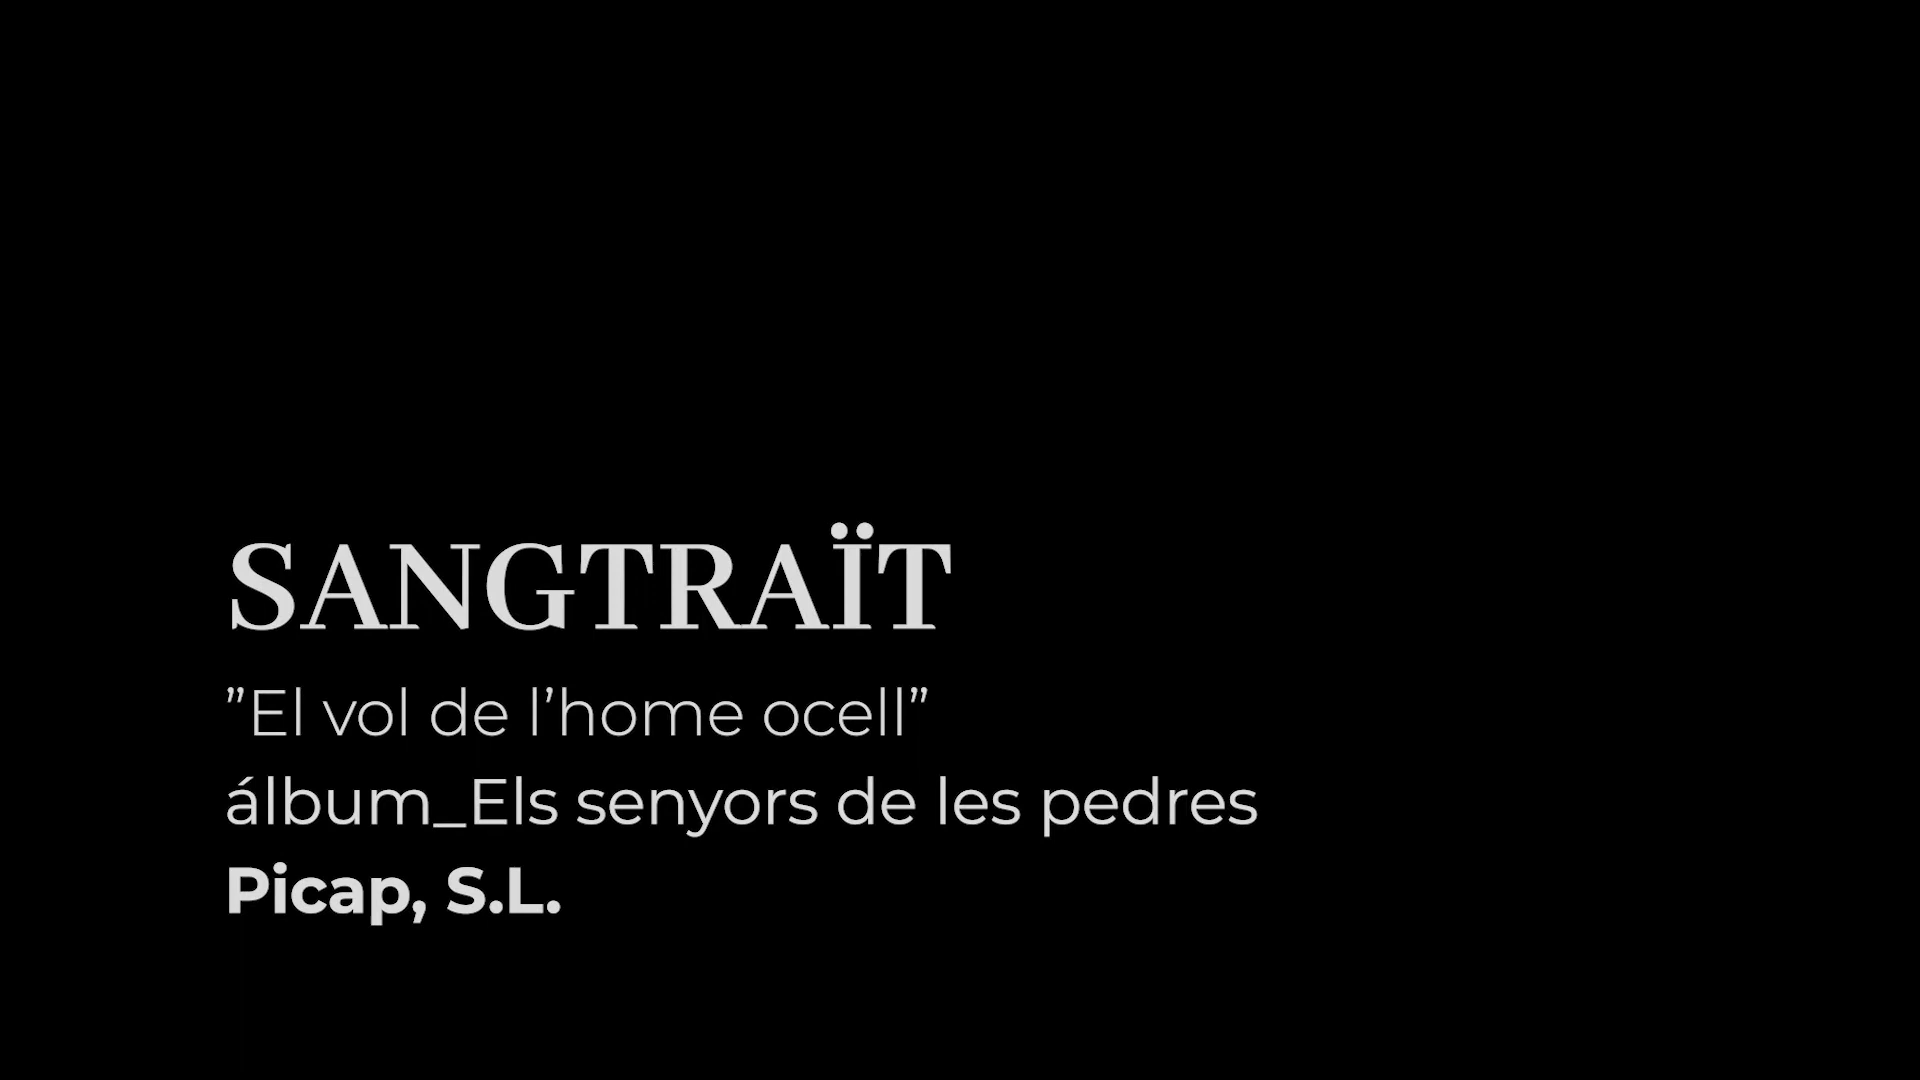 SANGTRAÏT
”El vol de l’home ocell”
álbum_Els senyors de les pedres
Picap, S.L.